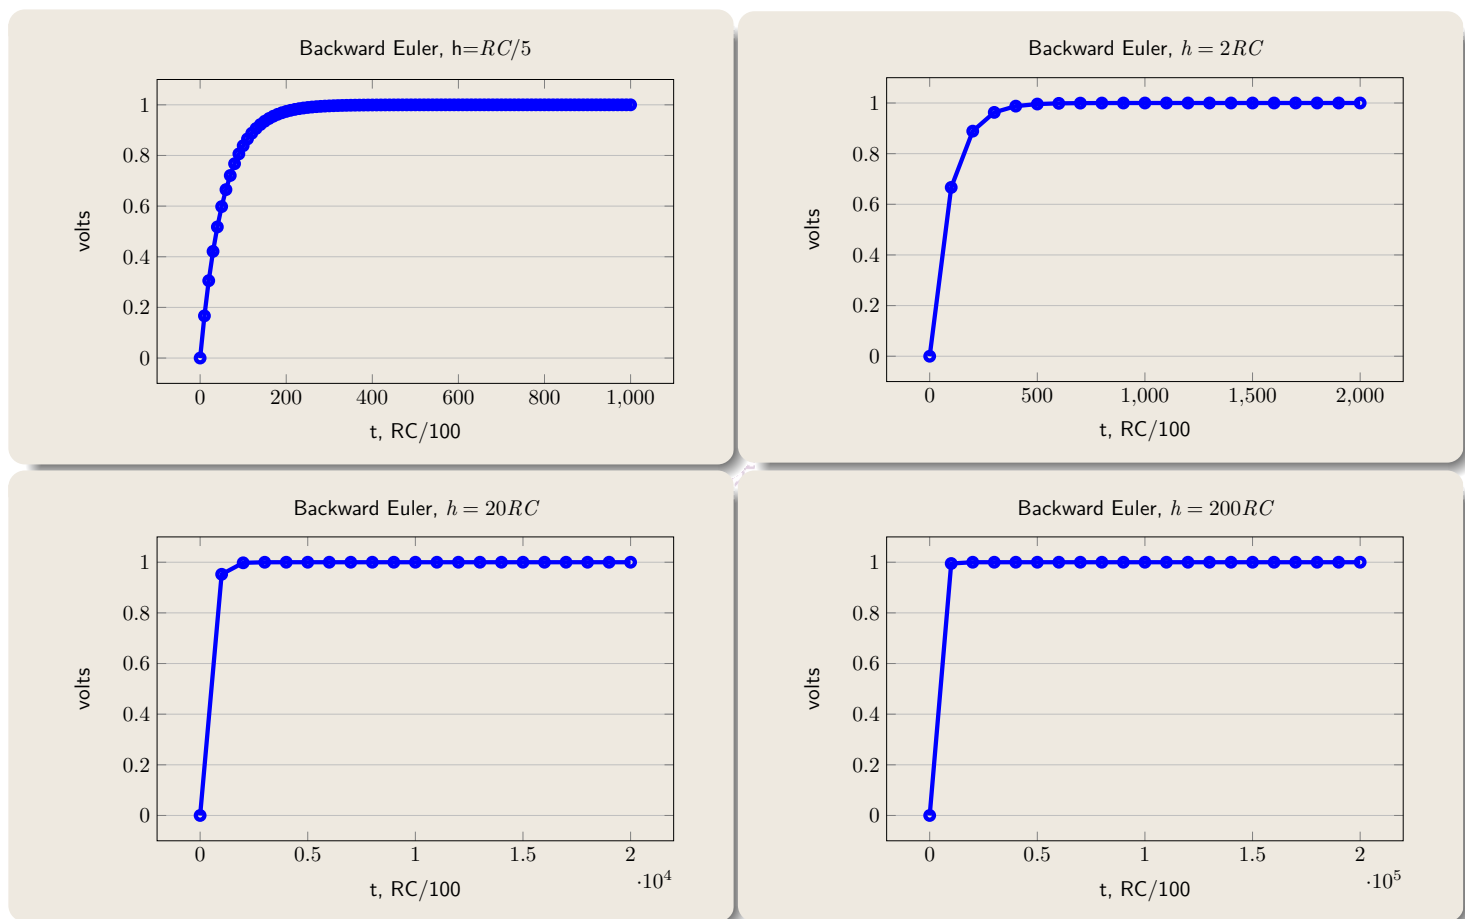 Backward Euler, h=RC/5
1
0.8
0.6
0.4
0.2
0
volts
0 200 400 600 800 1,000
t, RC/100
Backward Euler, h = 2RC
1
0.8
0.6
0.4
0.2
0
volts
0 500 1,000 1,500 2,000
t, RC/100
Backward Euler, h = 20RC
1
0.8
0.6
0.4
0.2
0
volts
0 0.5 1 1.5 2
·10⁴
t, RC/100
Backward Euler, h = 200RC
1
0.8
0.6
0.4
0.2
0
volts
0 0.5 1 1.5 2
·10⁵
t, RC/100